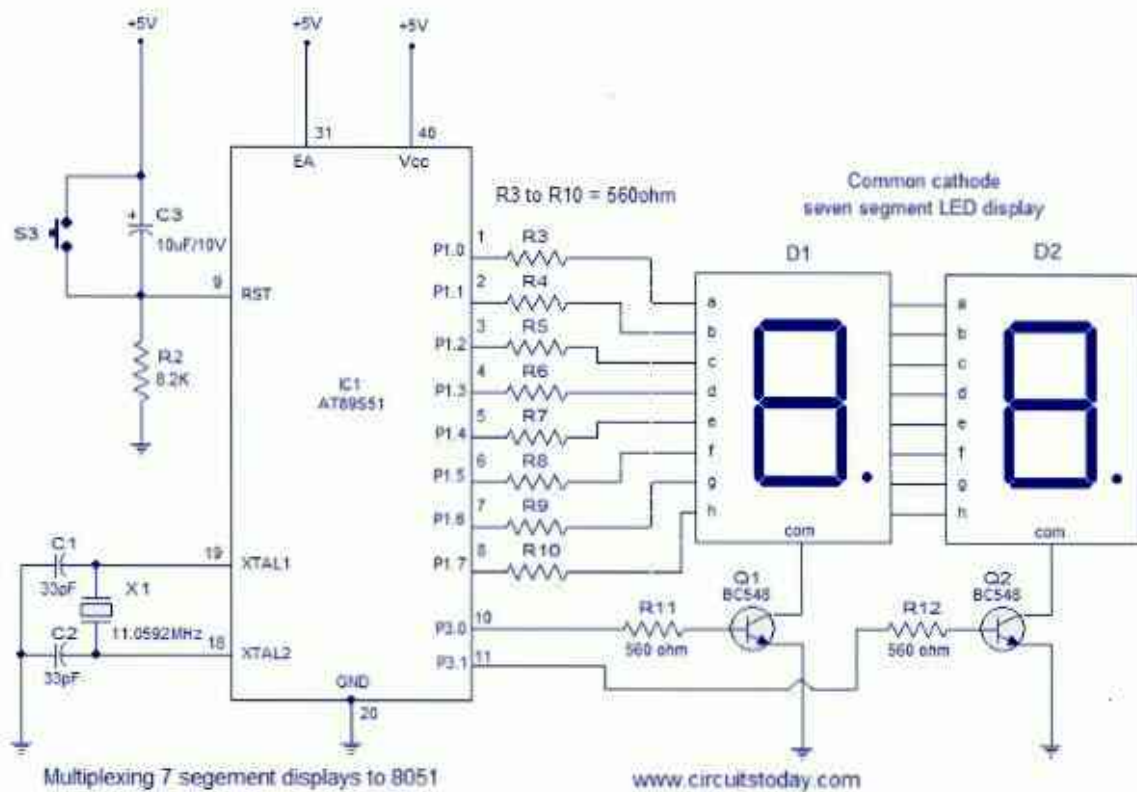 +5V
+5V
+5V
31
40
EA
Vcc
R3 to R10 = 560ohm
Common cathode
seven segment LED display
S3
+
C3
10uF/10V
9
RST
R2
8.2K
IC1
AT89S51
P1.0
1
R3
P1.1
2
R4
P1.2
3
R5
P1.3
4
R6
P1.4
5
R7
P1.5
6
R8
P1.6
7
R9
P1.7
8
R10
D1
a
b
c
d
e
f
g
h
com
D2
a
b
c
d
e
f
g
h
com
C1
33pF
X1
11.0592MHz
C2
33pF
19
XTAL1
18
XTAL2
P3.0
10
R11
560 ohm
Q1
BC548
P3.1
11
R12
560 ohm
Q2
BC548
GND
20
Multiplexing 7 segement displays to 8051
www.circuitstoday.com